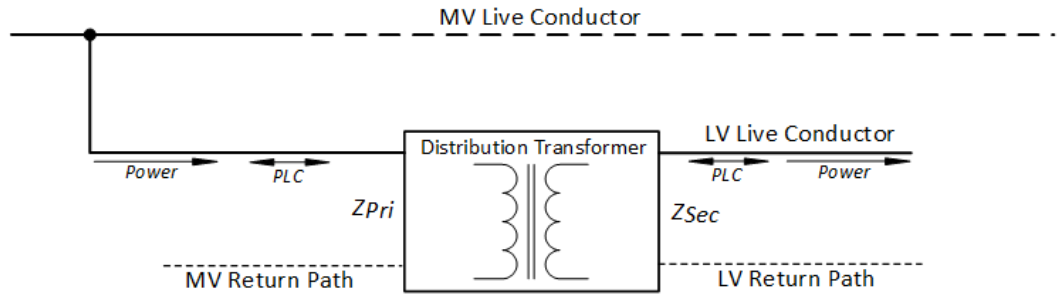 MV Live Conductor
LV Live Conductor
Distribution Transformer
Power
PLC
PLC
Power
ZPri
ZSec
MV Return Path
LV Return Path